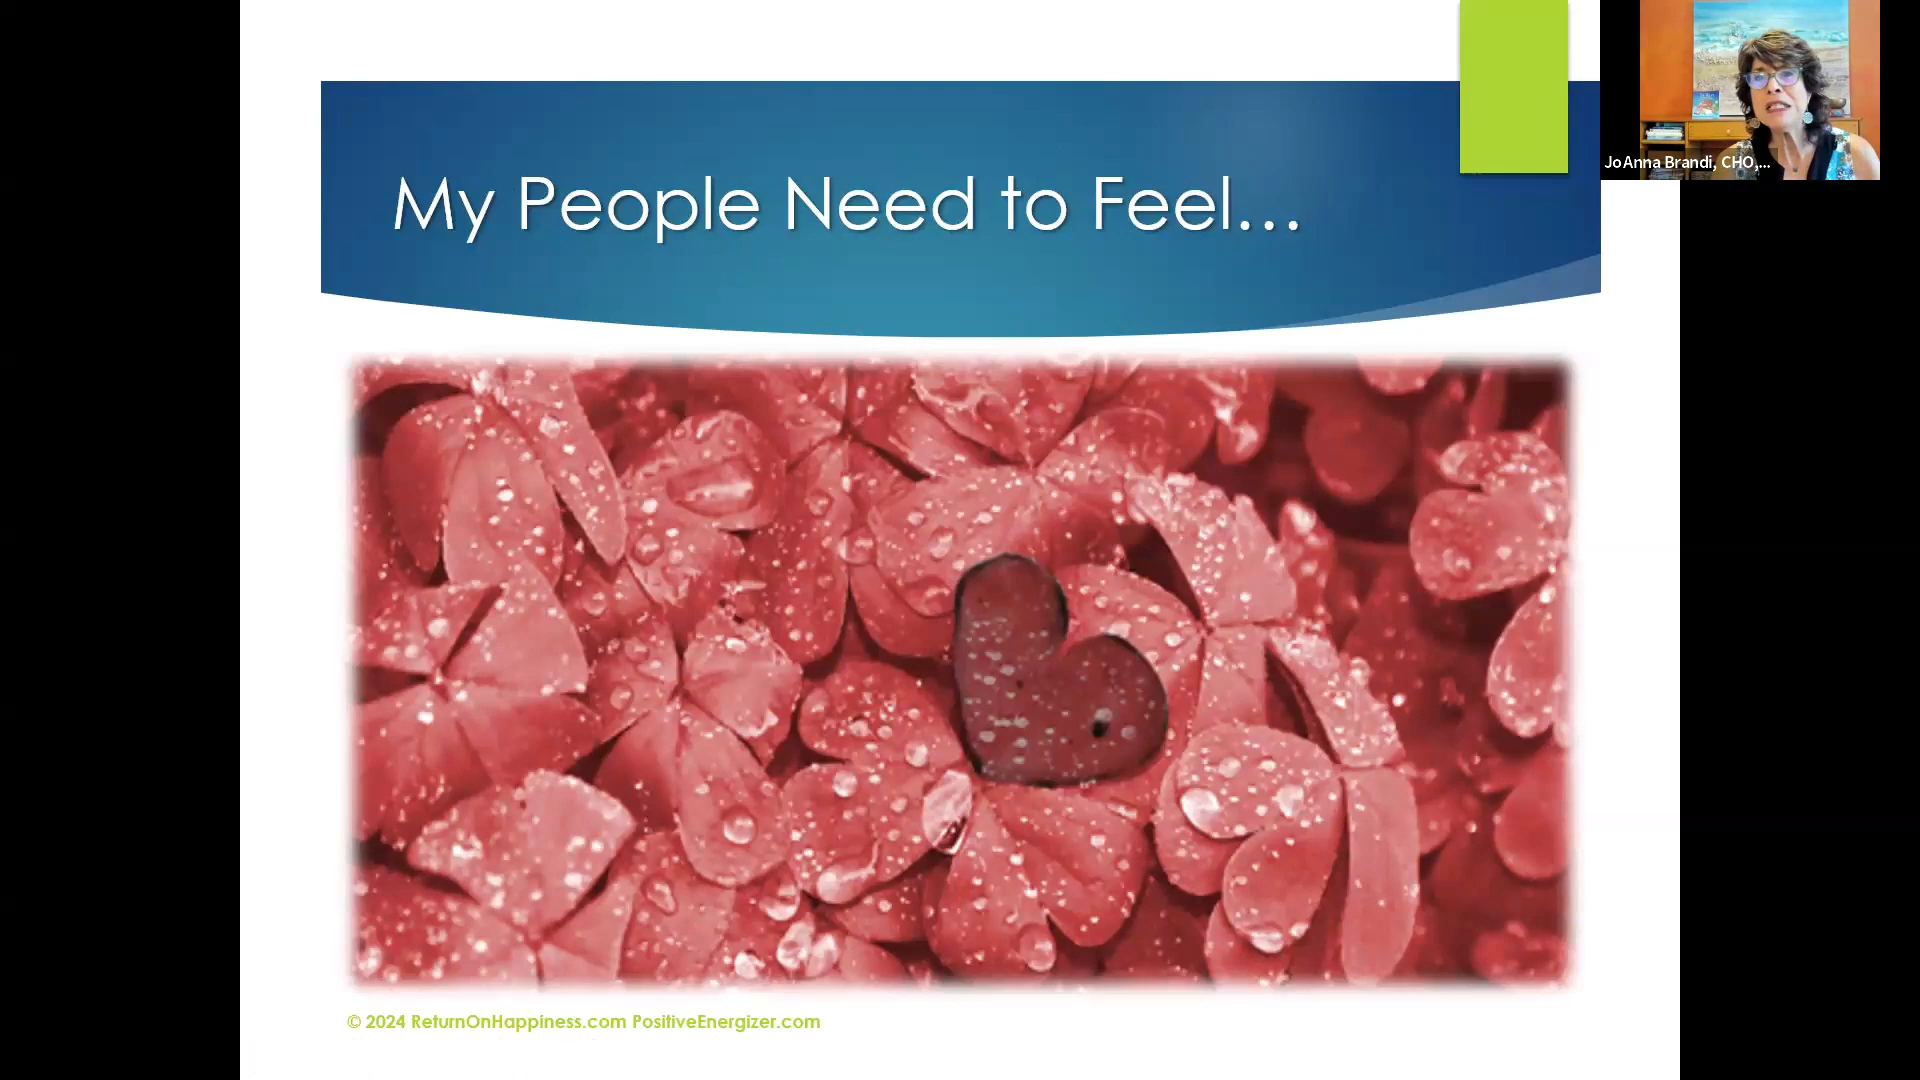 My People Need to Feel...
JoAnna Brandi, CHO,...
© 2024 ReturnOnHappiness.com PositiveEnergizer.com